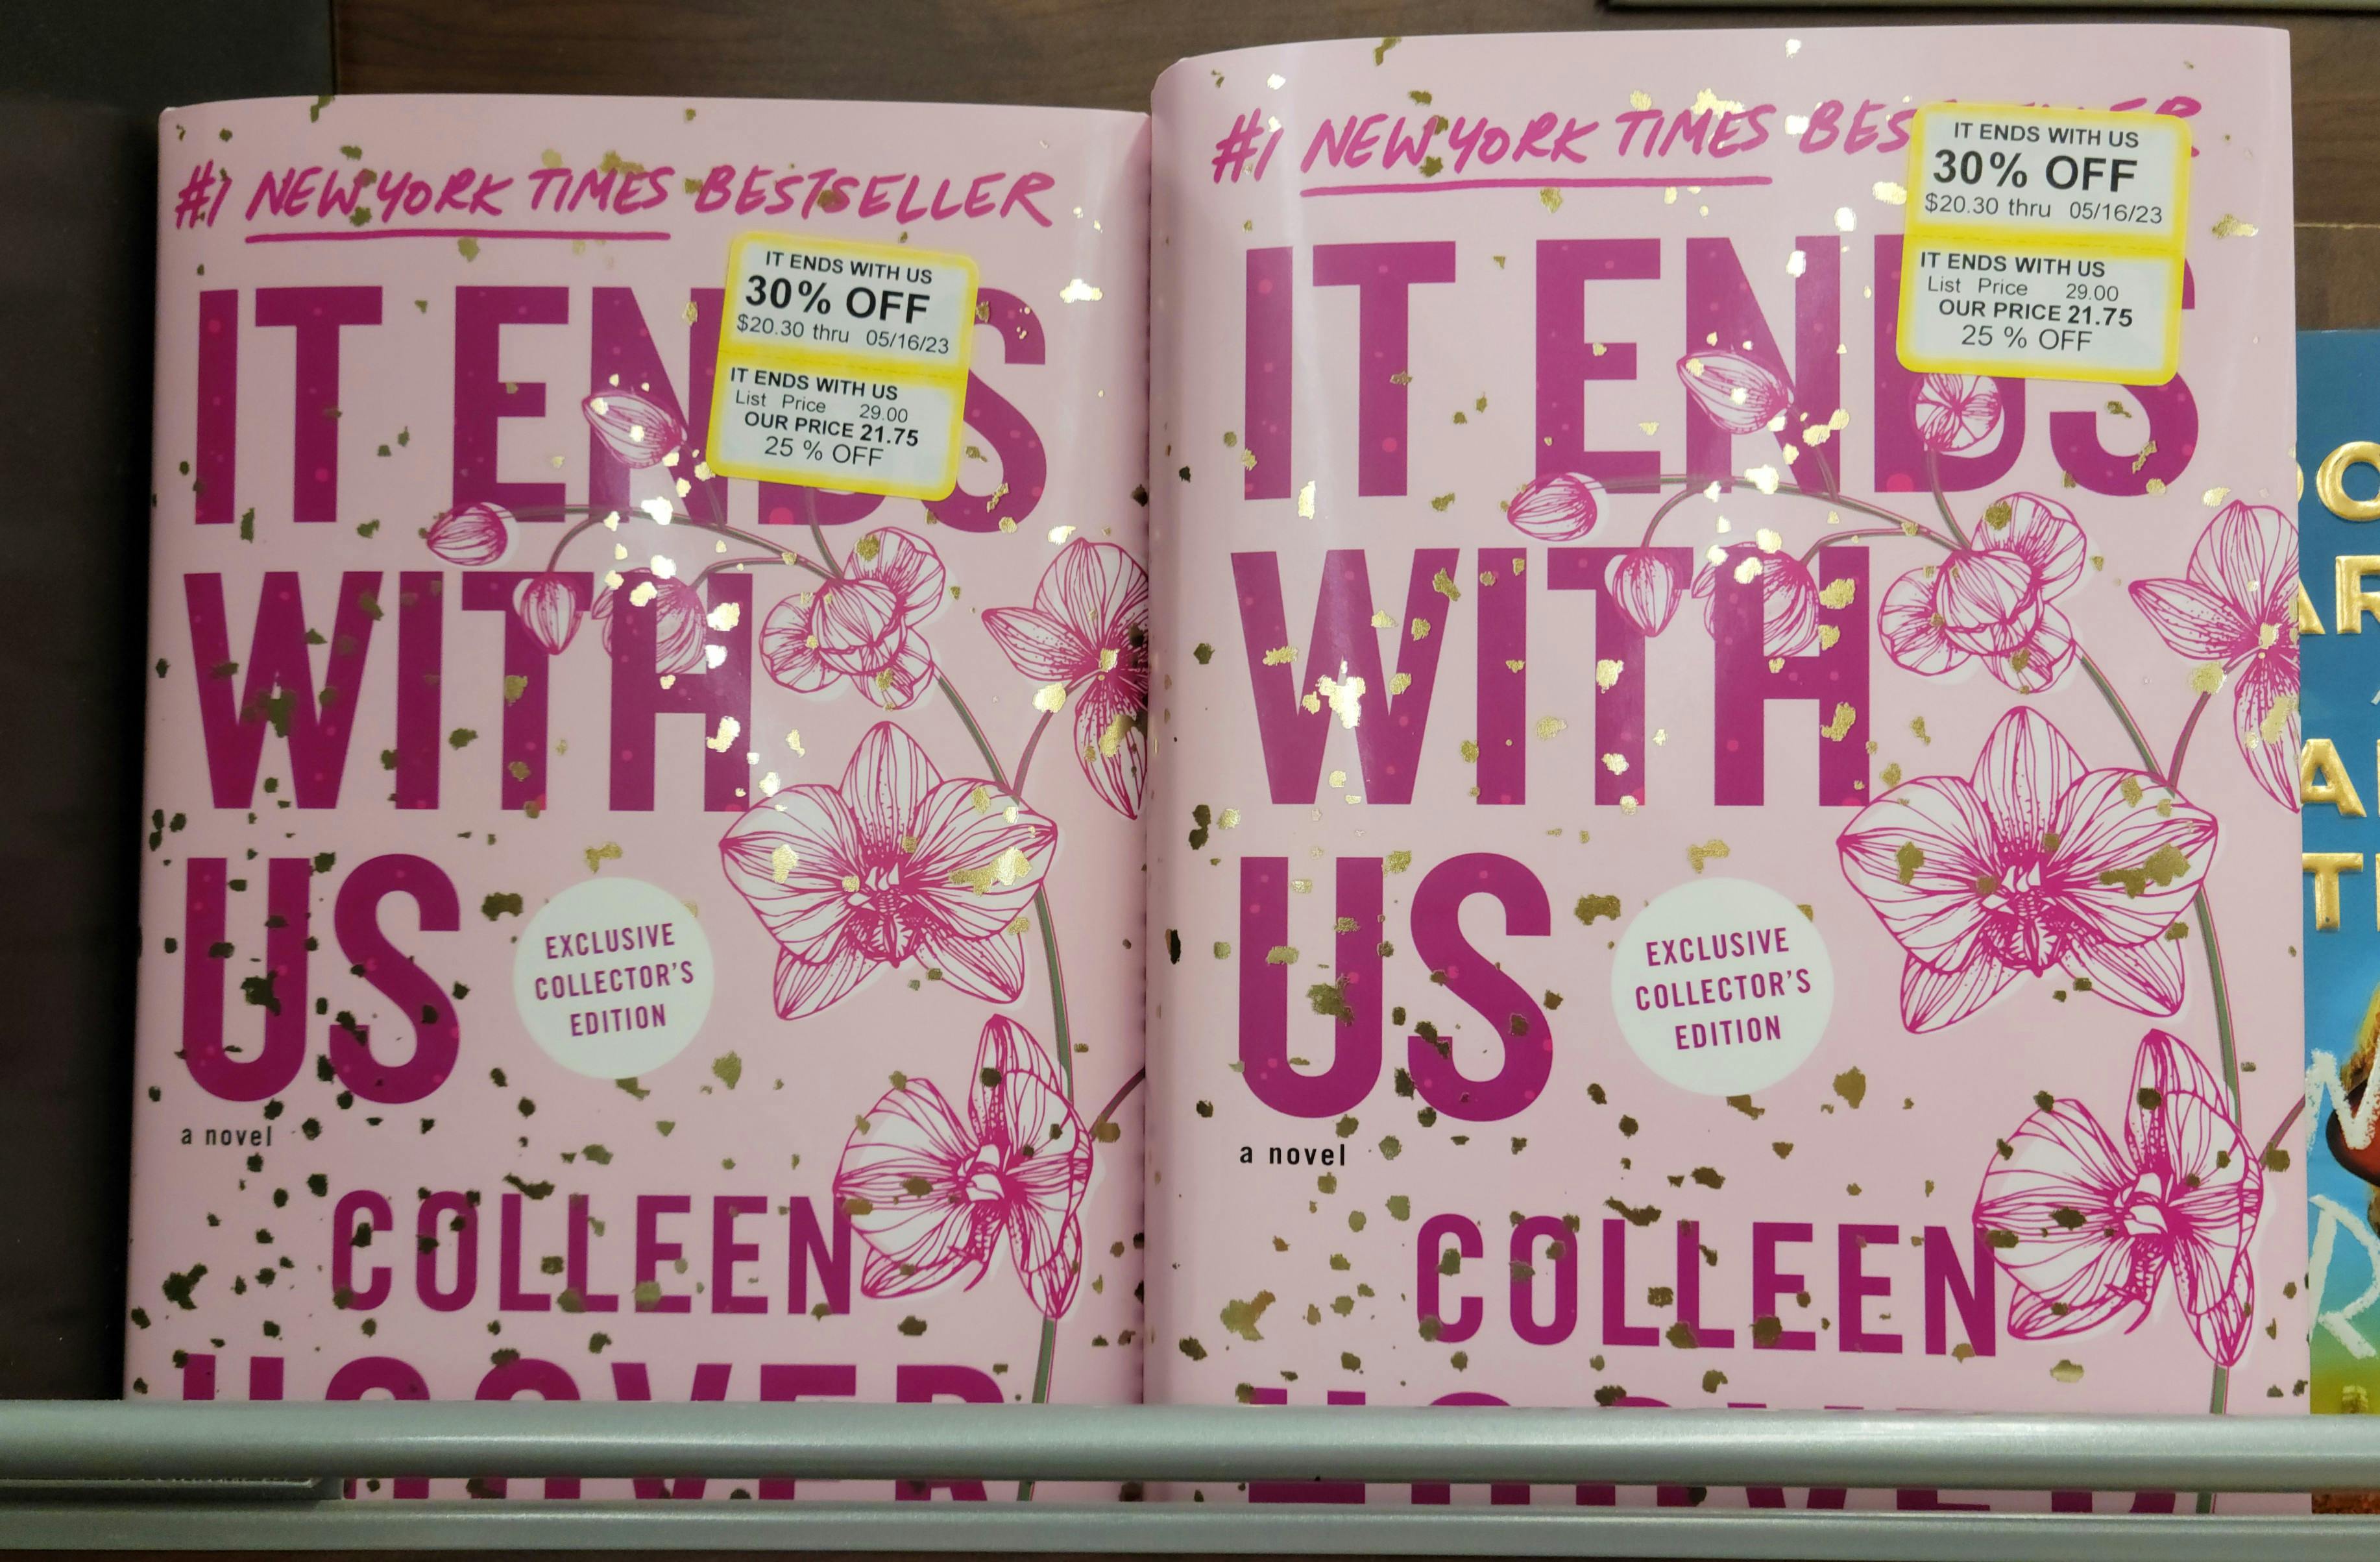 #1 NEW YORK TIMES BESTSELLER
IT ENDS
WITH
US
a novel
EXCLUSIVE
COLLECTOR'S
EDITION
COLLEEN
HOOVER
IT ENDS WITH US
30% OFF
$20.30 thru 05/16/23
IT ENDS WITH US
List Price 29.00
OUR PRICE 21.75
25 % OFF
#1 NEW YORK TIMES BESTSELLER
IT ENDS
WITH
US
a novel
EXCLUSIVE
COLLECTOR'S
EDITION
COLLEEN
HOOVER
IT ENDS WITH US
30% OFF
$20.30 thru 05/16/23
IT ENDS WITH US
List Price 29.00
OUR PRICE 21.75
25 % OFF